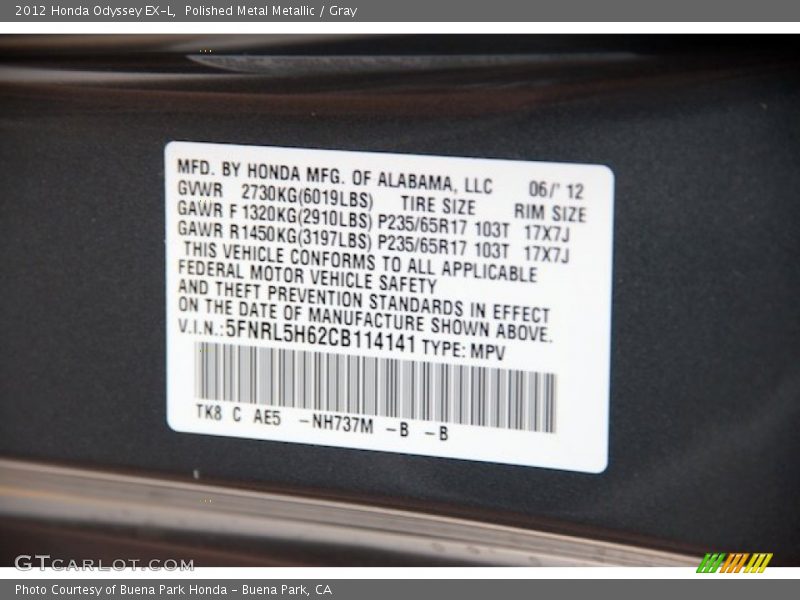 2012 Honda Odyssey EX-L,  Polished Metal Metallic / Gray
MFD. BY HONDA MFG. OF ALABAMA, LLC 06/' 12
GVWR 2730KG(6019LBS) TIRE SIZE RIM SIZE
GAWR F 1320KG(2910LBS) P235/65R17 103T 17X7J
GAWR R1450KG(3197LBS) P235/65R17 103T 17X7J
THIS VEHICLE CONFORMS TO ALL APPLICABLE
FEDERAL MOTOR VEHICLE SAFETY
AND THEFT PREVENTION STANDARDS IN EFFECT
ON THE DATE OF MANUFACTURE SHOWN ABOVE.
V.I.N.:5FNRL5H62CB114141 TYPE: MPV
TK8 C AE5 -NH737M -B -B
GTCARLOT.COM
Photo Courtesy of Buena Park Honda - Buena Park, CA